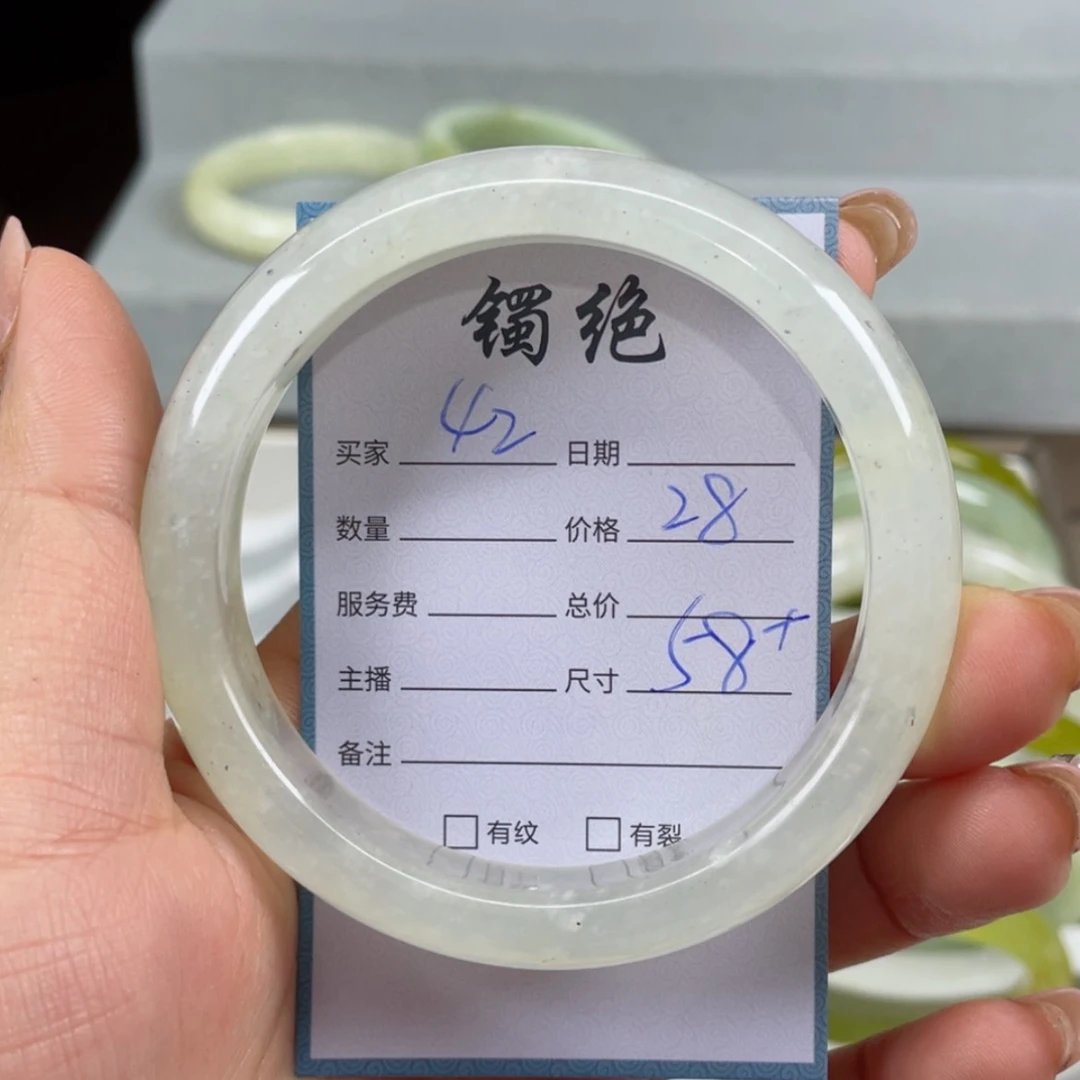 镯绝
买家 42 日期
数量 价格 28
服务费 总价
主播 尺寸 58+
备注
□有纹 □有裂